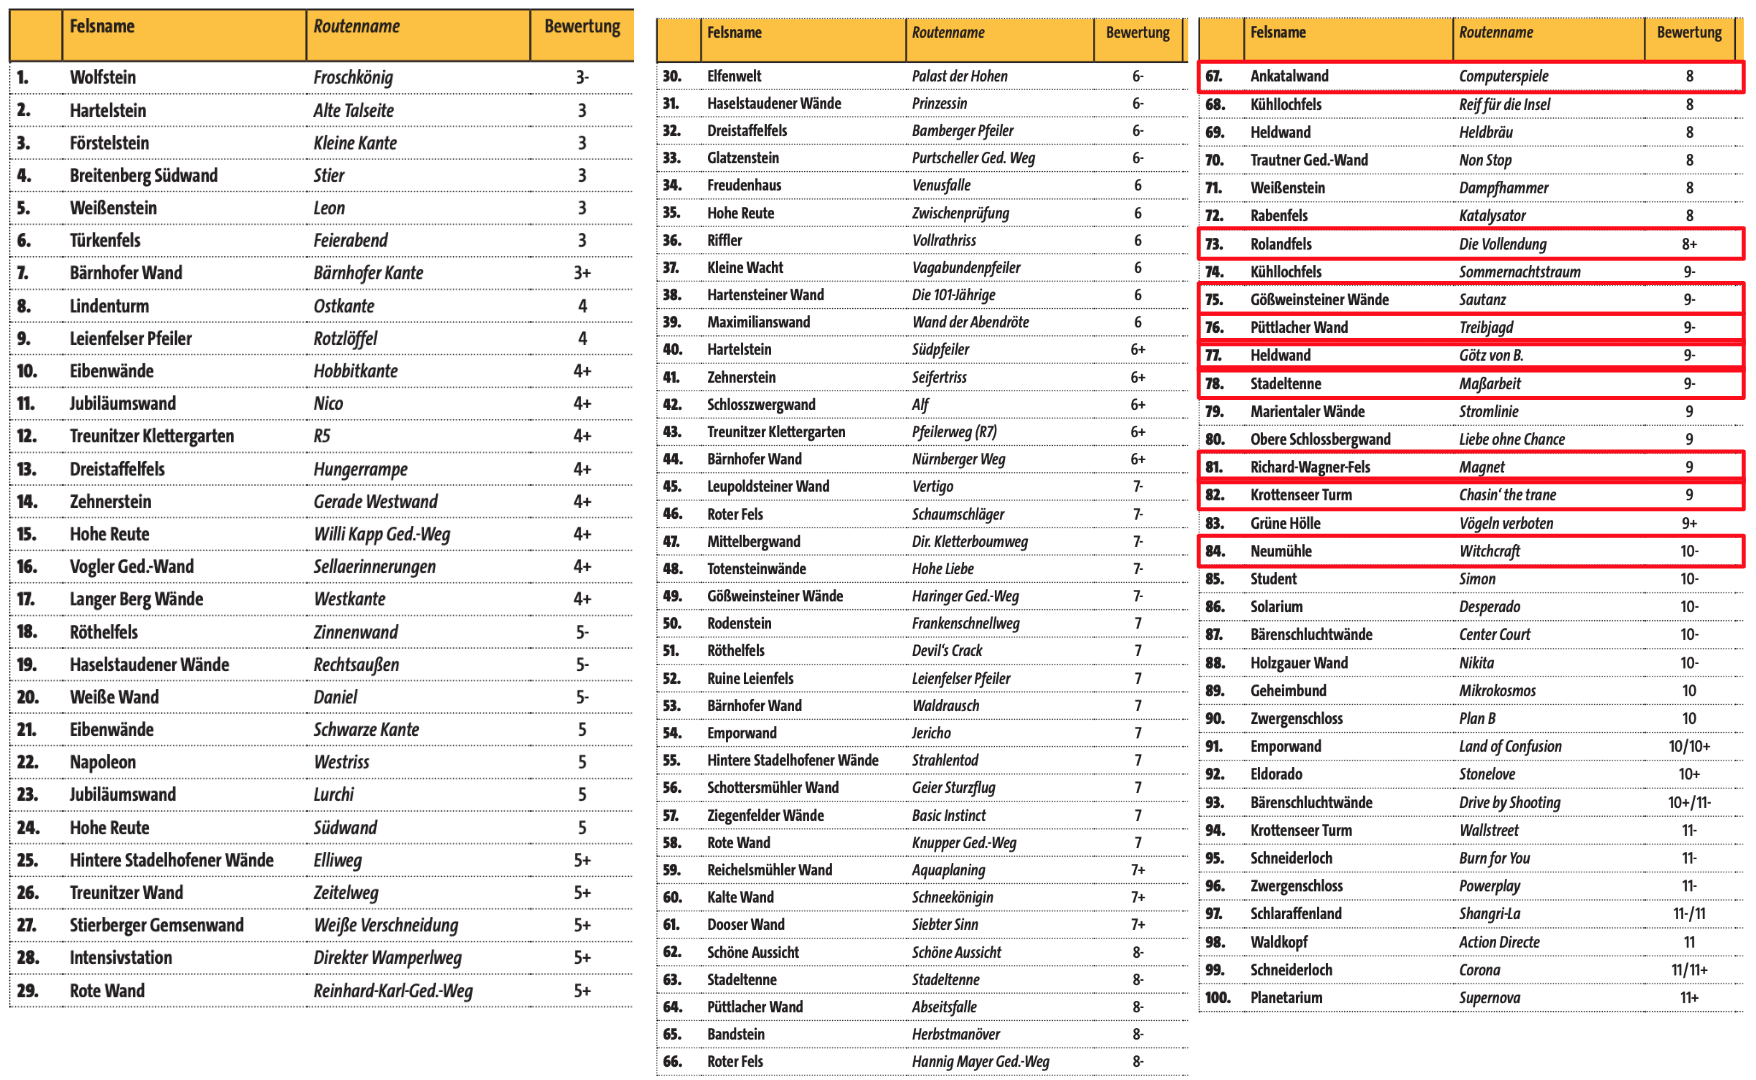 Felsname Routenname Bewertung
1. Wolfstein Froschkönig 3-
2. Hartelstein Alte Talseite 3
3. Förstelstein Kleine Kante 3
4. Breitenberg Südwand Stier 3
5. Weißenstein Leon 3
6. Türkenfels Feierabend 3
7. Bärnhofer Wand Bärnhofer Kante 3+
8. Lindenturm Ostkante 4
9. Leienfelser Pfeiler Rotzlöffel 4
10. Eibenwände Hobbitkante 4+
11. Jubiläumswand Nico 4+
12. Treunitzer Klettergarten R5 4+
13. Dreistaffelfels Hungerrampe 4+
14. Zehnerstein Gerade Westwand 4+
15. Hohe Reute Willi Kapp Ged.-Weg 4+
16. Vogler Ged.-Wand Sellaerinnerungen 4+
17. Langer Berg Wände Westkante 4+
18. Röthelfels Zinnenwand 5-
19. Haselstaudener Wände Rechtsaußen 5-
20. Weiße Wand Daniel 5-
21. Eibenwände Schwarze Kante 5
22. Napoleon Westriss 5
23. Jubiläumswand Lurchi 5
24. Hohe Reute Südwand 5
25. Hintere Stadelhofener Wände Elliweg 5+
26. Treunitzer Wand Zeitelweg 5+
27. Stierberger Gemsenwand Weiße Verschneidung 5+
28. Intensivstation Direkter Wamperlweg 5+
29. Rote Wand Reinhard-Karl-Ged.-Weg 5+
Felsname Routenname Bewertung
30. Elfenwelt Palast der Hohen 6-
31. Haselstaudener Wände Prinzessin 6-
32. Dreistaffelfels Bamberger Pfeiler 6-
33. Glatzenstein Purtscheller Ged. Weg 6-
34. Freudenhaus Venusfalle 6
35. Hohe Reute Zwischenprüfung 6
36. Riffler Vollrathriss 6
37. Kleine Wacht Vagabundenpfeiler 6
38. Hartensteiner Wand Die 101-Jährige 6
39. Maximilianswand Wand der Abendröte 6
40. Hartelstein Südpfeiler 6+
41. Zehnerstein Seifertriss 6+
42. Schlosszwergwand Alf 6+
43. Treunitzer Klettergarten Pfeilerweg (R7) 6+
44. Bärnhofer Wand Nürnberger Weg 6+
45. Leupoldsteiner Wand Vertigo 7-
46. Roter Fels Schaumschläger 7-
47. Mittelbergwand Dir. Kletterboumweg 7-
48. Totensteinwände Hohe Liebe 7-
49. Gößweinsteiner Wände Haringer Ged.-Weg 7-
50. Rodenstein Frankenschnellweg 7
51. Röthelfels Devil's Crack 7
52. Ruine Leienfels Leienfelser Pfeiler 7
53. Bärnhofer Wand Waldrausch 7
54. Emporwand Jericho 7
55. Hintere Stadelhofener Wände Strahlentod 7
56. Schottersmühler Wand Geier Sturzflug 7
57. Ziegenfelder Wände Basic Instinct 7
58. Rote Wand Knupper Ged.-Weg 7
59. Reichelsmühler Wand Aquaplaning 7+
60. Kalte Wand Schneekönigin 7+
61. Dooser Wand Siebter Sinn 7+
62. Schöne Aussicht Schöne Aussicht 8-
63. Stadeltenne Stadeltenne 8-
64. Püttlacher Wand Abseitsfalle 8-
65. Bandstein Herbstmanöver 8-
66. Roter Fels Hannig Mayer Ged.-Weg 8-
Felsname Routenname Bewertung
67. Ankatalwand Computerspiele 8
68. Kühllochfels Reif für die Insel 8
69. Heldwand Heldbräu 8
70. Trautner Ged.-Wand Non Stop 8
71. Weißenstein Dampfhammer 8
72. Rabenfels Katalysator 8
73. Rolandfels Die Vollendung 8+
74. Kühllochfels Sommernachtstraum 9-
75. Gößweinsteiner Wände Sautanz 9-
76. Püttlacher Wand Treibjagd 9-
77. Heldwand Götz von B. 9-
78. Stadeltenne Maßarbeit 9-
79. Marientaler Wände Stromlinie 9
80. Obere Schlossbergwand Liebe ohne Chance 9
81. Richard-Wagner-Fels Magnet 9
82. Krottenseer Turm Chasin' the trane 9
83. Grüne Hölle Vögeln verboten 9+
84. Neumühle Witchcraft 10-
85. Student Simon 10-
86. Solarium Desperado 10-
87. Bärenschluchtwände Center Court 10-
88. Holzgauer Wand Nikita 10-
89. Geheimbund Mikrokosmos 10
90. Zwergenschloss Plan B 10
91. Emporwand Land of Confusion 10/10+
92. Eldorado Stonelove 10+
93. Bärenschluchtwände Drive by Shooting 10+/11-
94. Krottenseer Turm Wallstreet 11-
95. Schneiderloch Burn for You 11-
96. Zwergenschloss Powerplay 11-
97. Schlaraffenland Shangri-La 11-/11
98. Waldkopf Action Directe 11
99. Schneiderloch Corona 11/11+
100. Planetarium Supernova 11+